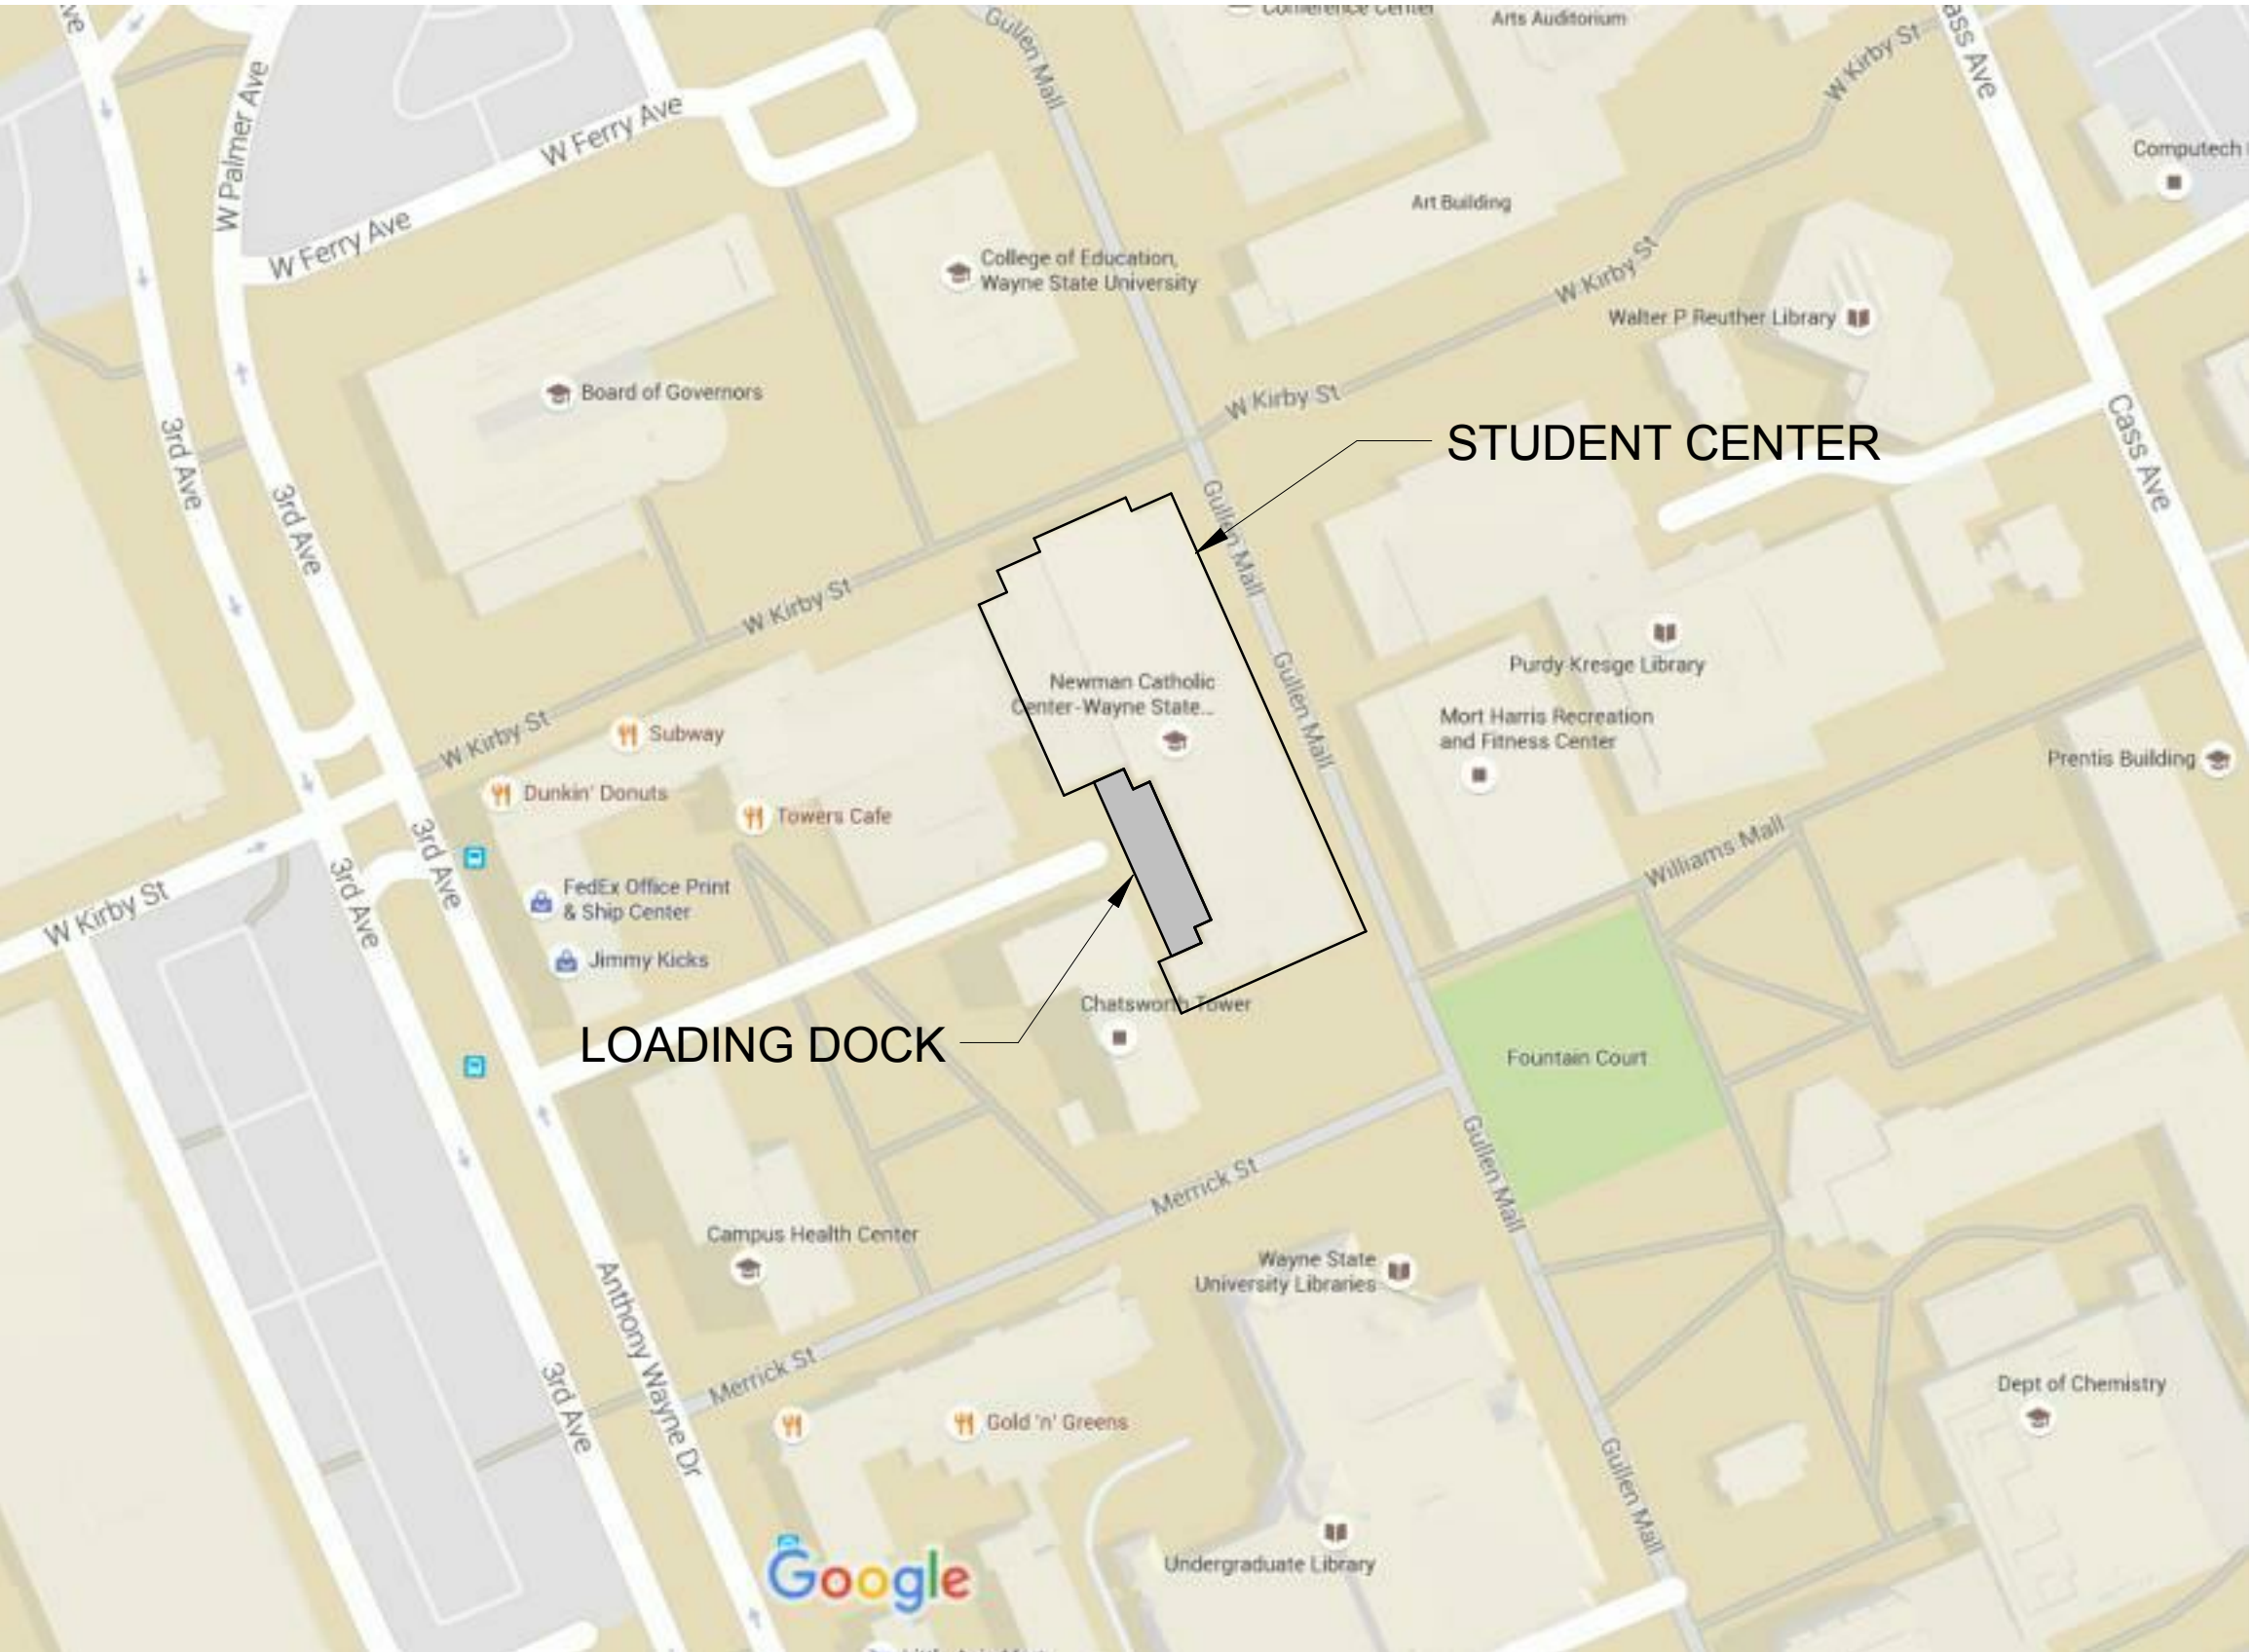 Gullen Mall
Arts Auditorium
W Kirby St
W Palmer Ave
W Ferry Ave
W Ferry Ave
Computech
Art Building
College of Education,
Wayne State University
W Kirby St
Walter P Reuther Library
Board of Governors
W Kirby St
Cass Ave
STUDENT CENTER
3rd Ave
3rd Ave
Gullen Mall
W Kirby St
Newman Catholic
Center-Wayne State...
Gullen Mall
Purdy-Kresge Library
Mort Harris Recreation
and Fitness Center
Prentis Building
W Kirby St
Subway
Dunkin' Donuts
Towers Cafe
3rd Ave
3rd Ave
Williams Mall
W Kirby St
FedEx Office Print
& Ship Center
Jimmy Kicks
Chatsworth Tower
LOADING DOCK
Fountain Court
Gullen Mall
Merrick St
Campus Health Center
Wayne State
University Libraries
Anthony Wayne Dr
3rd Ave
Merrick St
Gold 'n' Greens
Dept of Chemistry
Gullen Mall
Undergraduate Library
Google